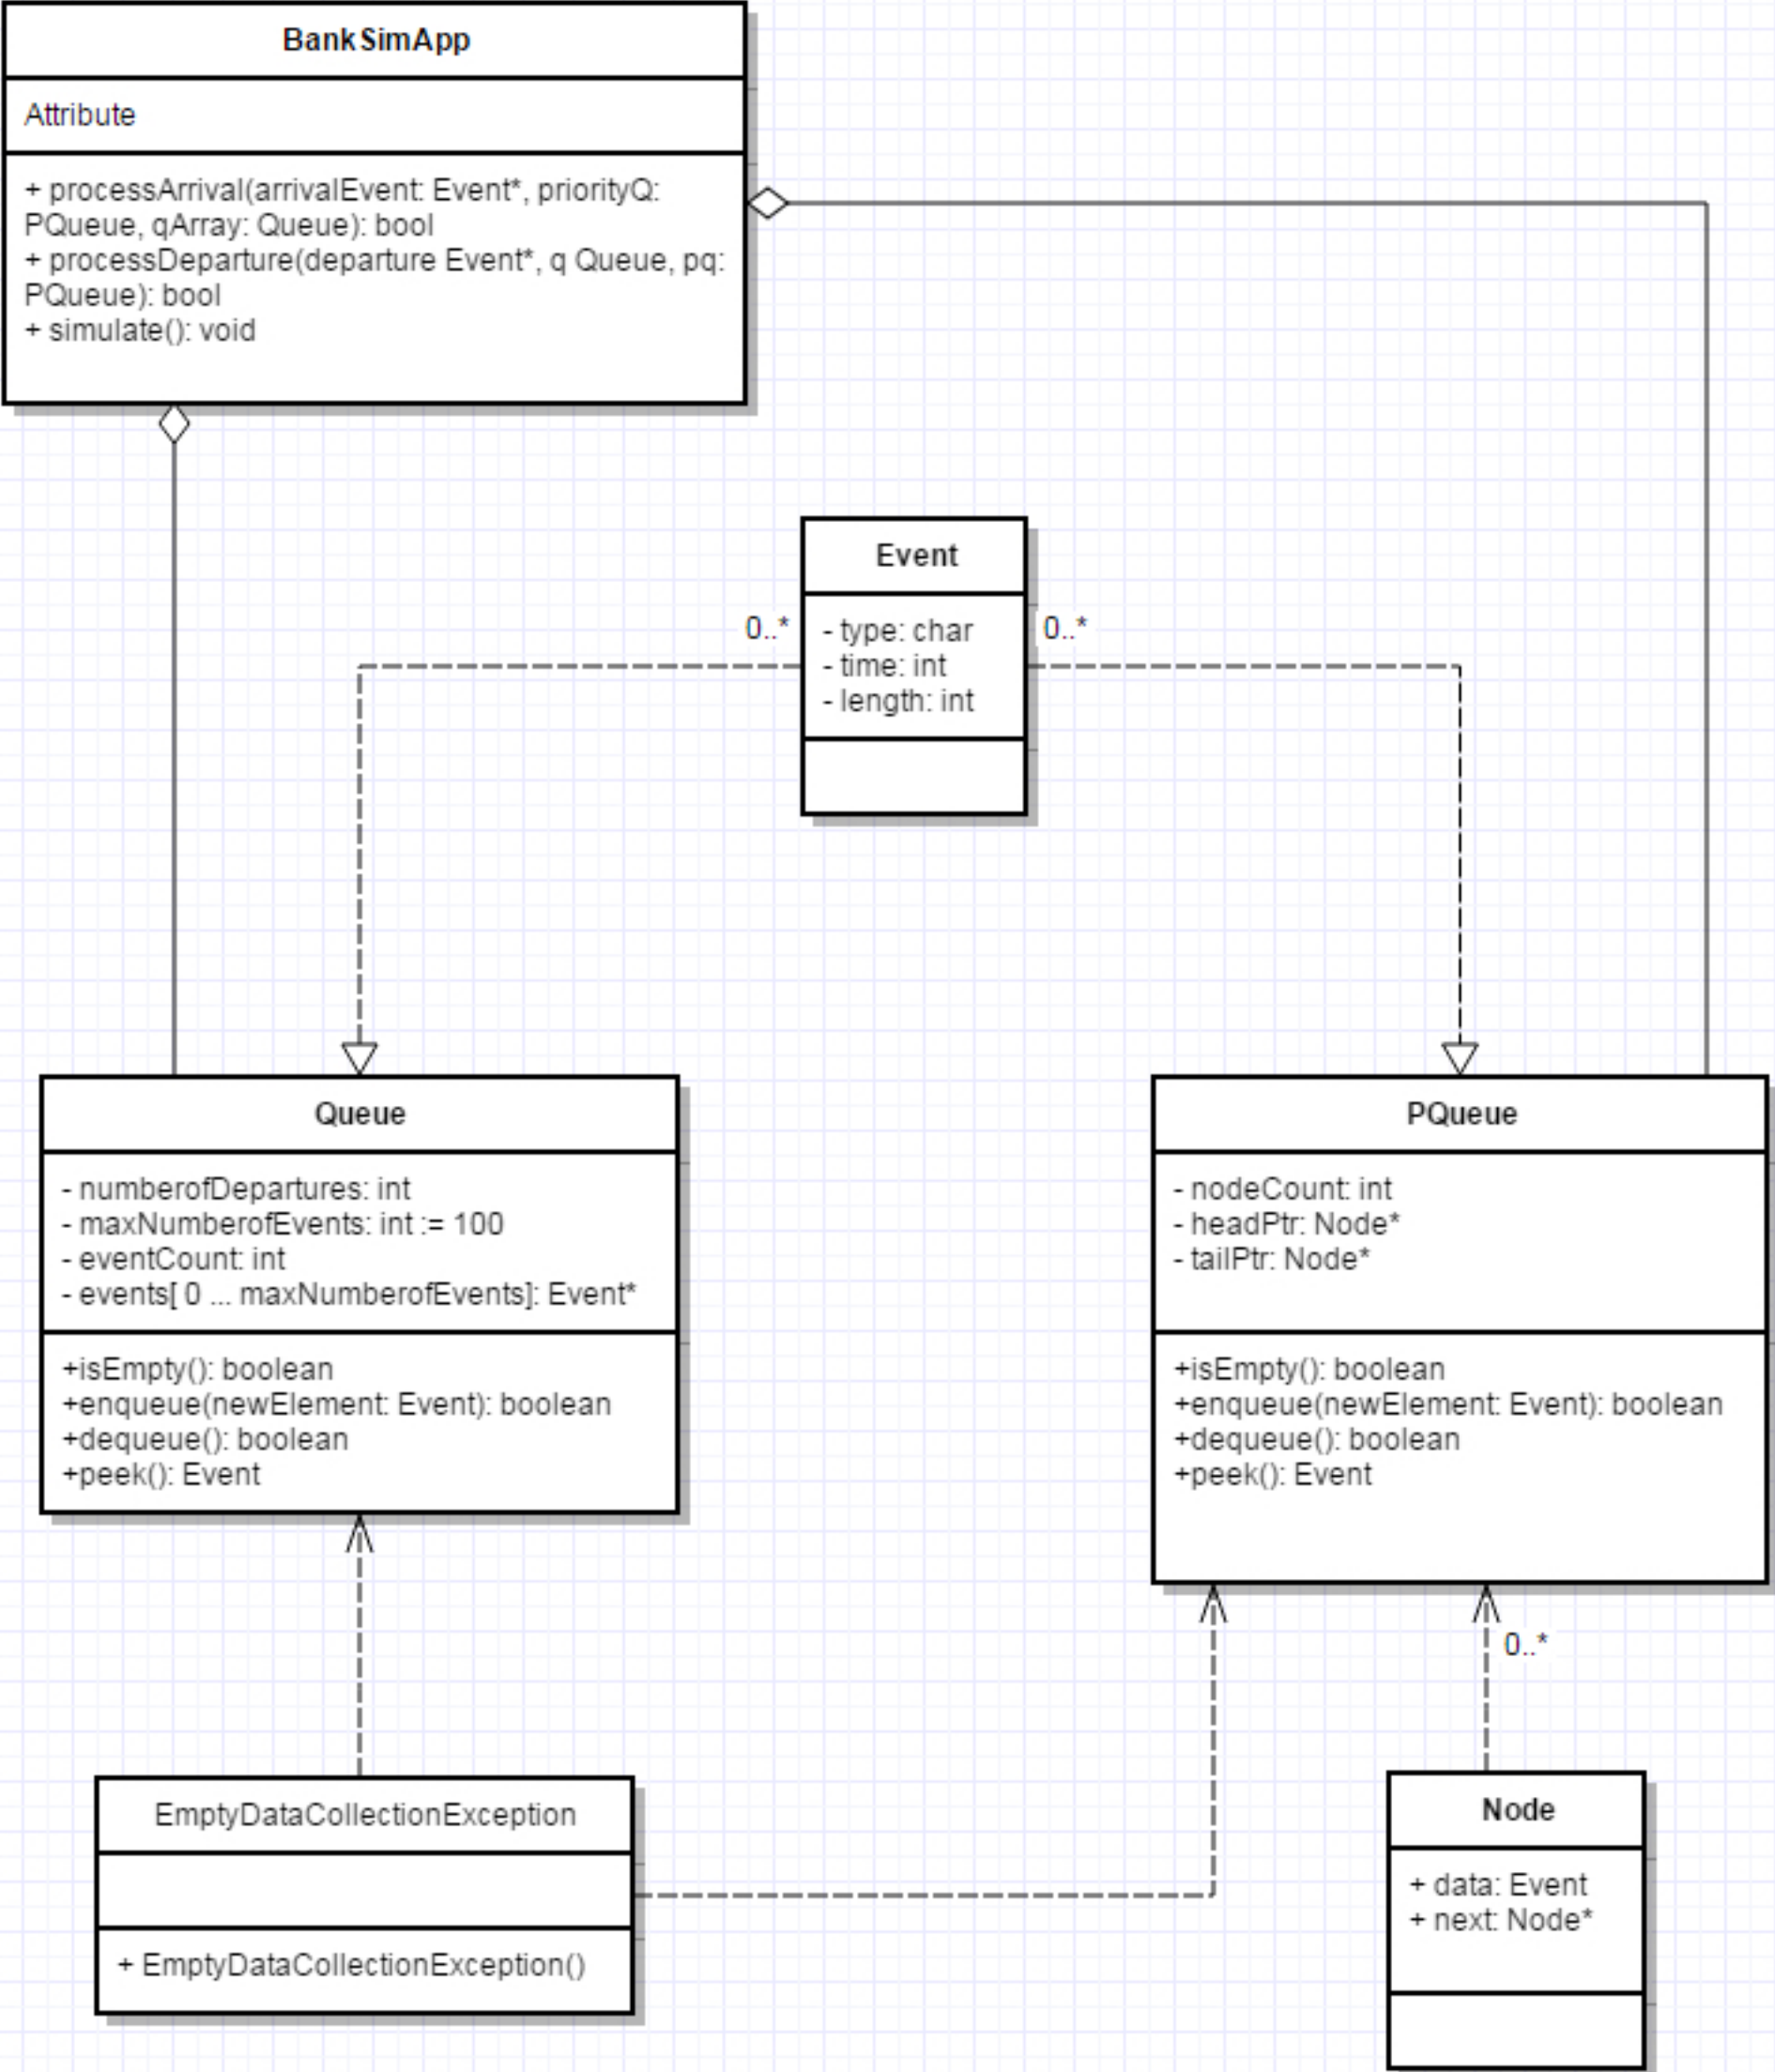 BankSimApp
Attribute
+ processArrival(arrivalEvent: Event*, priorityQ:
PQueue, qArray: Queue): bool
+ processDeparture(departure Event*, q Queue, pq:
PQueue): bool
+ simulate(): void
Event
0..*
- type: char
0..*
- time: int
- length: int
Queue
- numberofDepartures: int
- maxNumberofEvents: int := 100
- eventCount: int
- events[ 0 ... maxNumberofEvents]: Event*
+isEmpty(): boolean
+enqueue(newElement: Event): boolean
+dequeue(): boolean
+peek(): Event
PQueue
- nodeCount: int
- headPtr: Node*
- tailPtr: Node*
+isEmpty(): boolean
+enqueue(newElement: Event): boolean
+dequeue(): boolean
+peek(): Event
0..*
EmptyDataCollectionException
+ EmptyDataCollectionException()
Node
+ data: Event
+ next: Node*